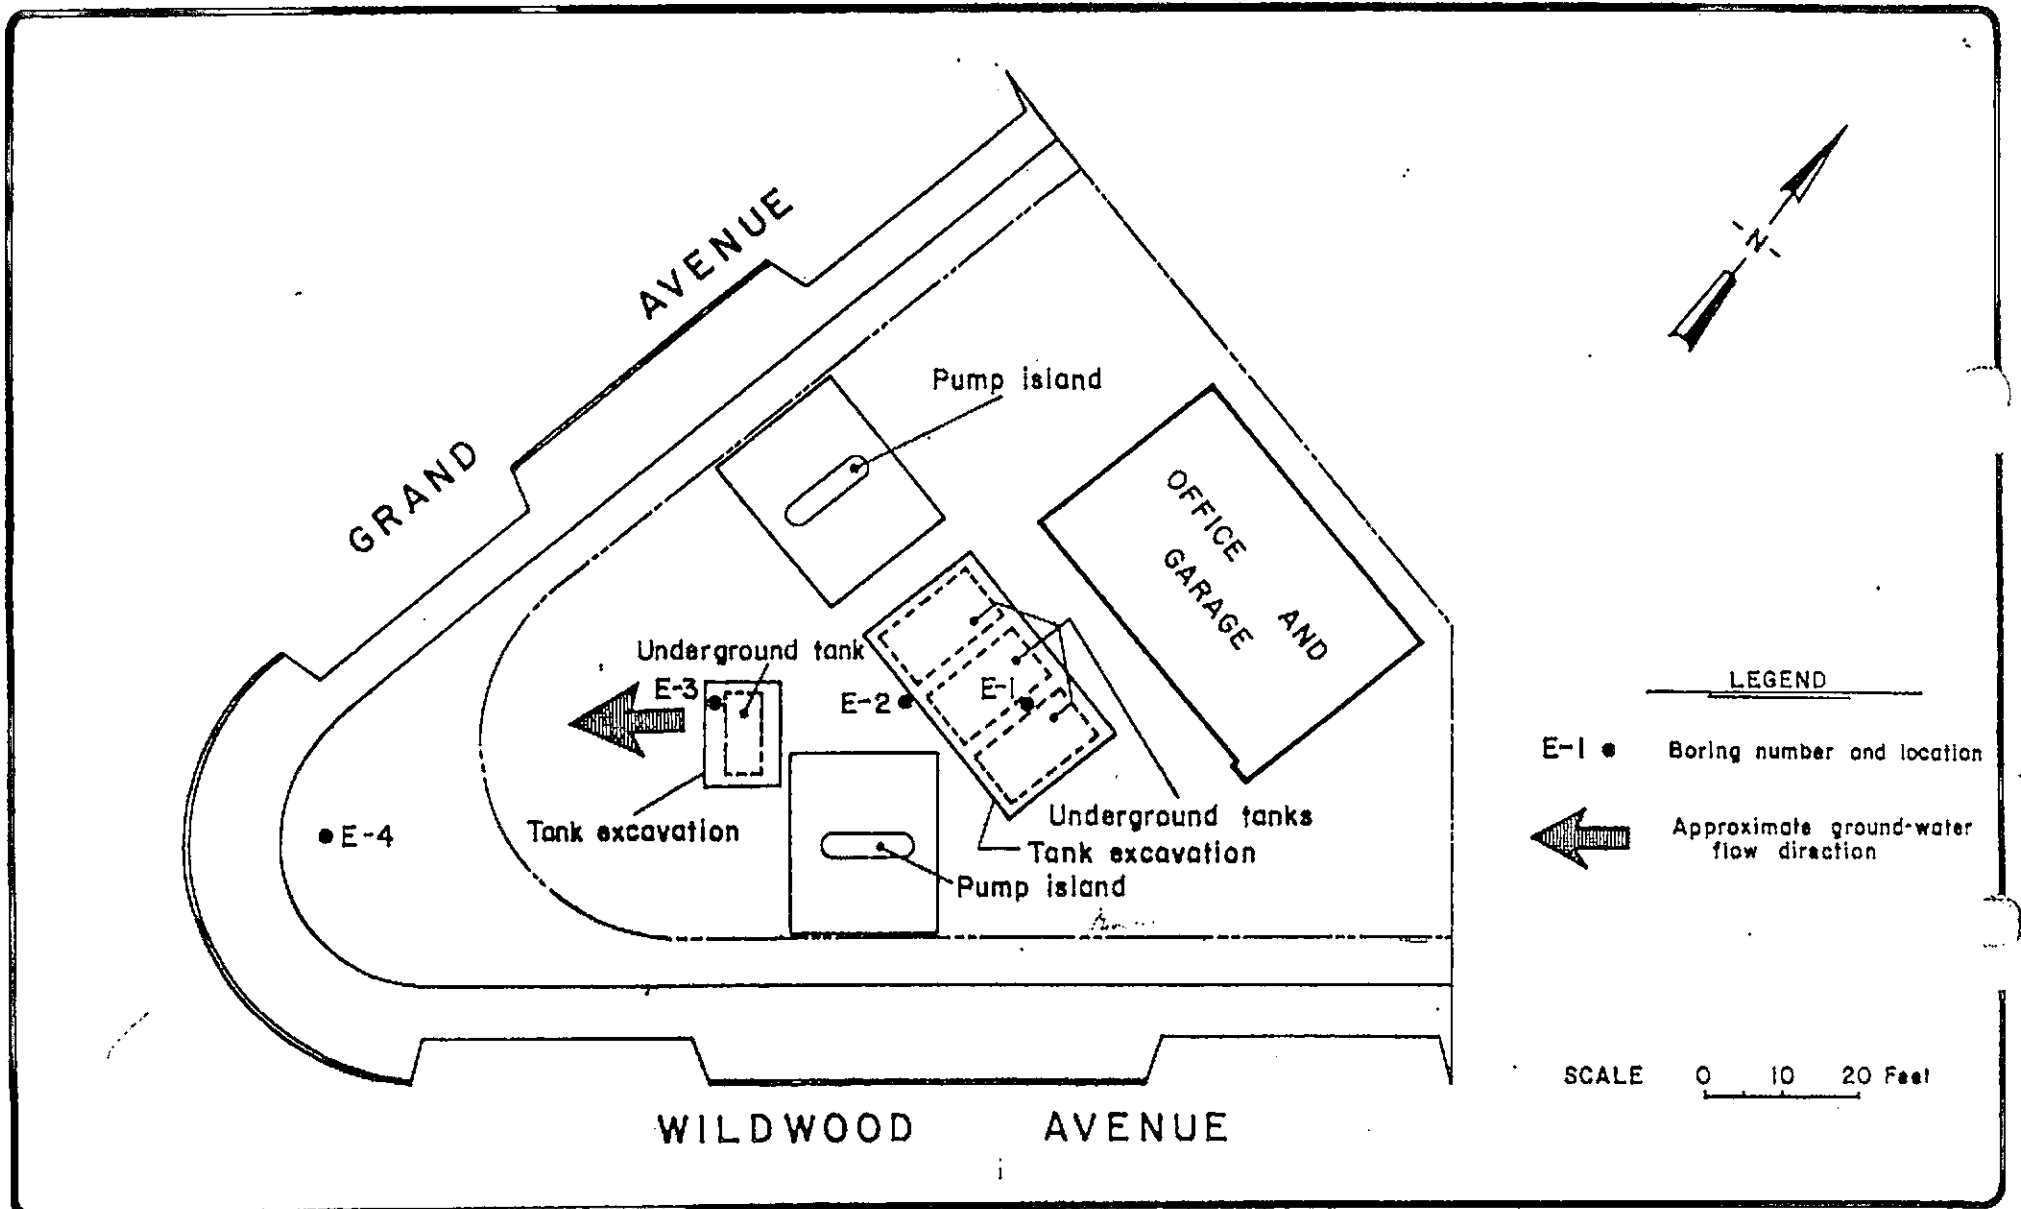 GRAND AVENUE
N
Pump island
OFFICE AND
GARAGE
Underground tank
E-3
E-2
E-1
E-4
Tank excavation
Underground tanks
Tank excavation
Pump island
LEGEND
E-1 Boring number and location
Approximate ground-water
flow direction
SCALE 0 10 20 Feet
WILDWOOD AVENUE